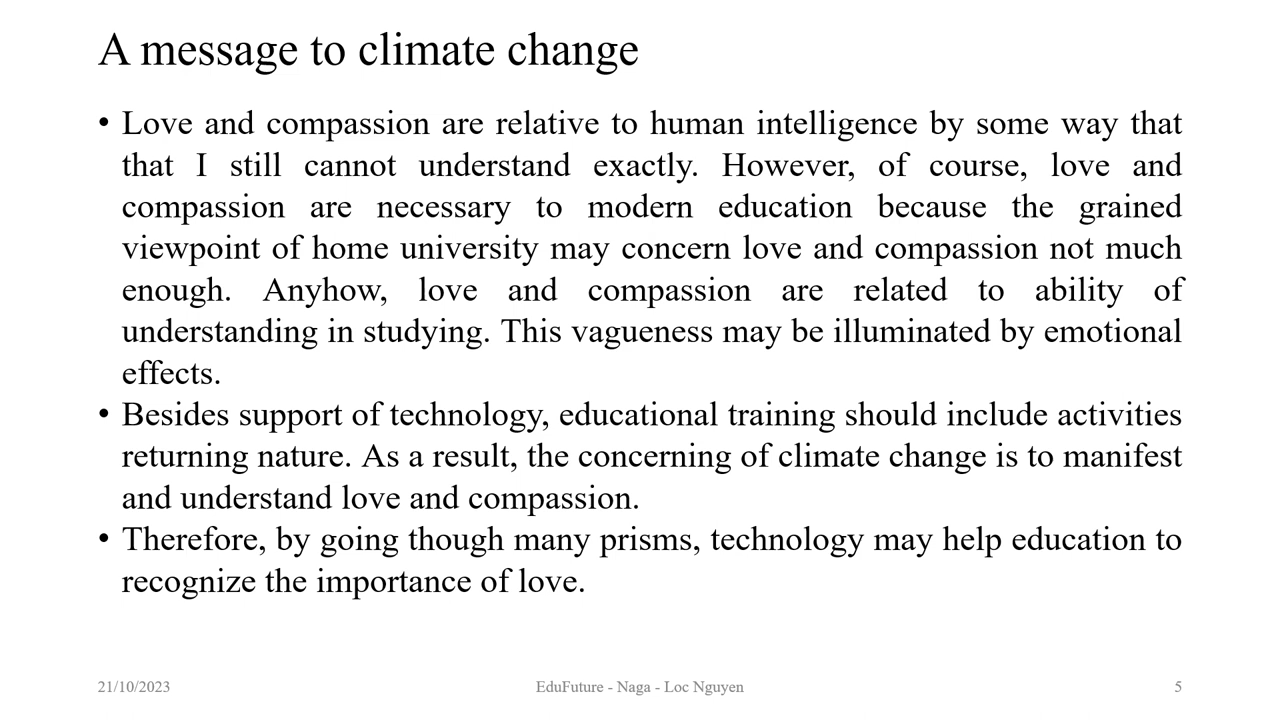 A message to climate change
• Love and compassion are relative to human intelligence by some way that
that I still cannot understand exactly. However, of course, love and
compassion are necessary to modern education because the grained
viewpoint of home university may concern love and compassion not much
enough. Anyhow, love and compassion are related to ability of
understanding in studying. This vagueness may be illuminated by emotional
effects.
• Besides support of technology, educational training should include activities
returning nature. As a result, the concerning of climate change is to manifest
and understand love and compassion.
• Therefore, by going though many prisms, technology may help education to
recognize the importance of love.
21/10/2023 EduFuture - Naga - Loc Nguyen 5